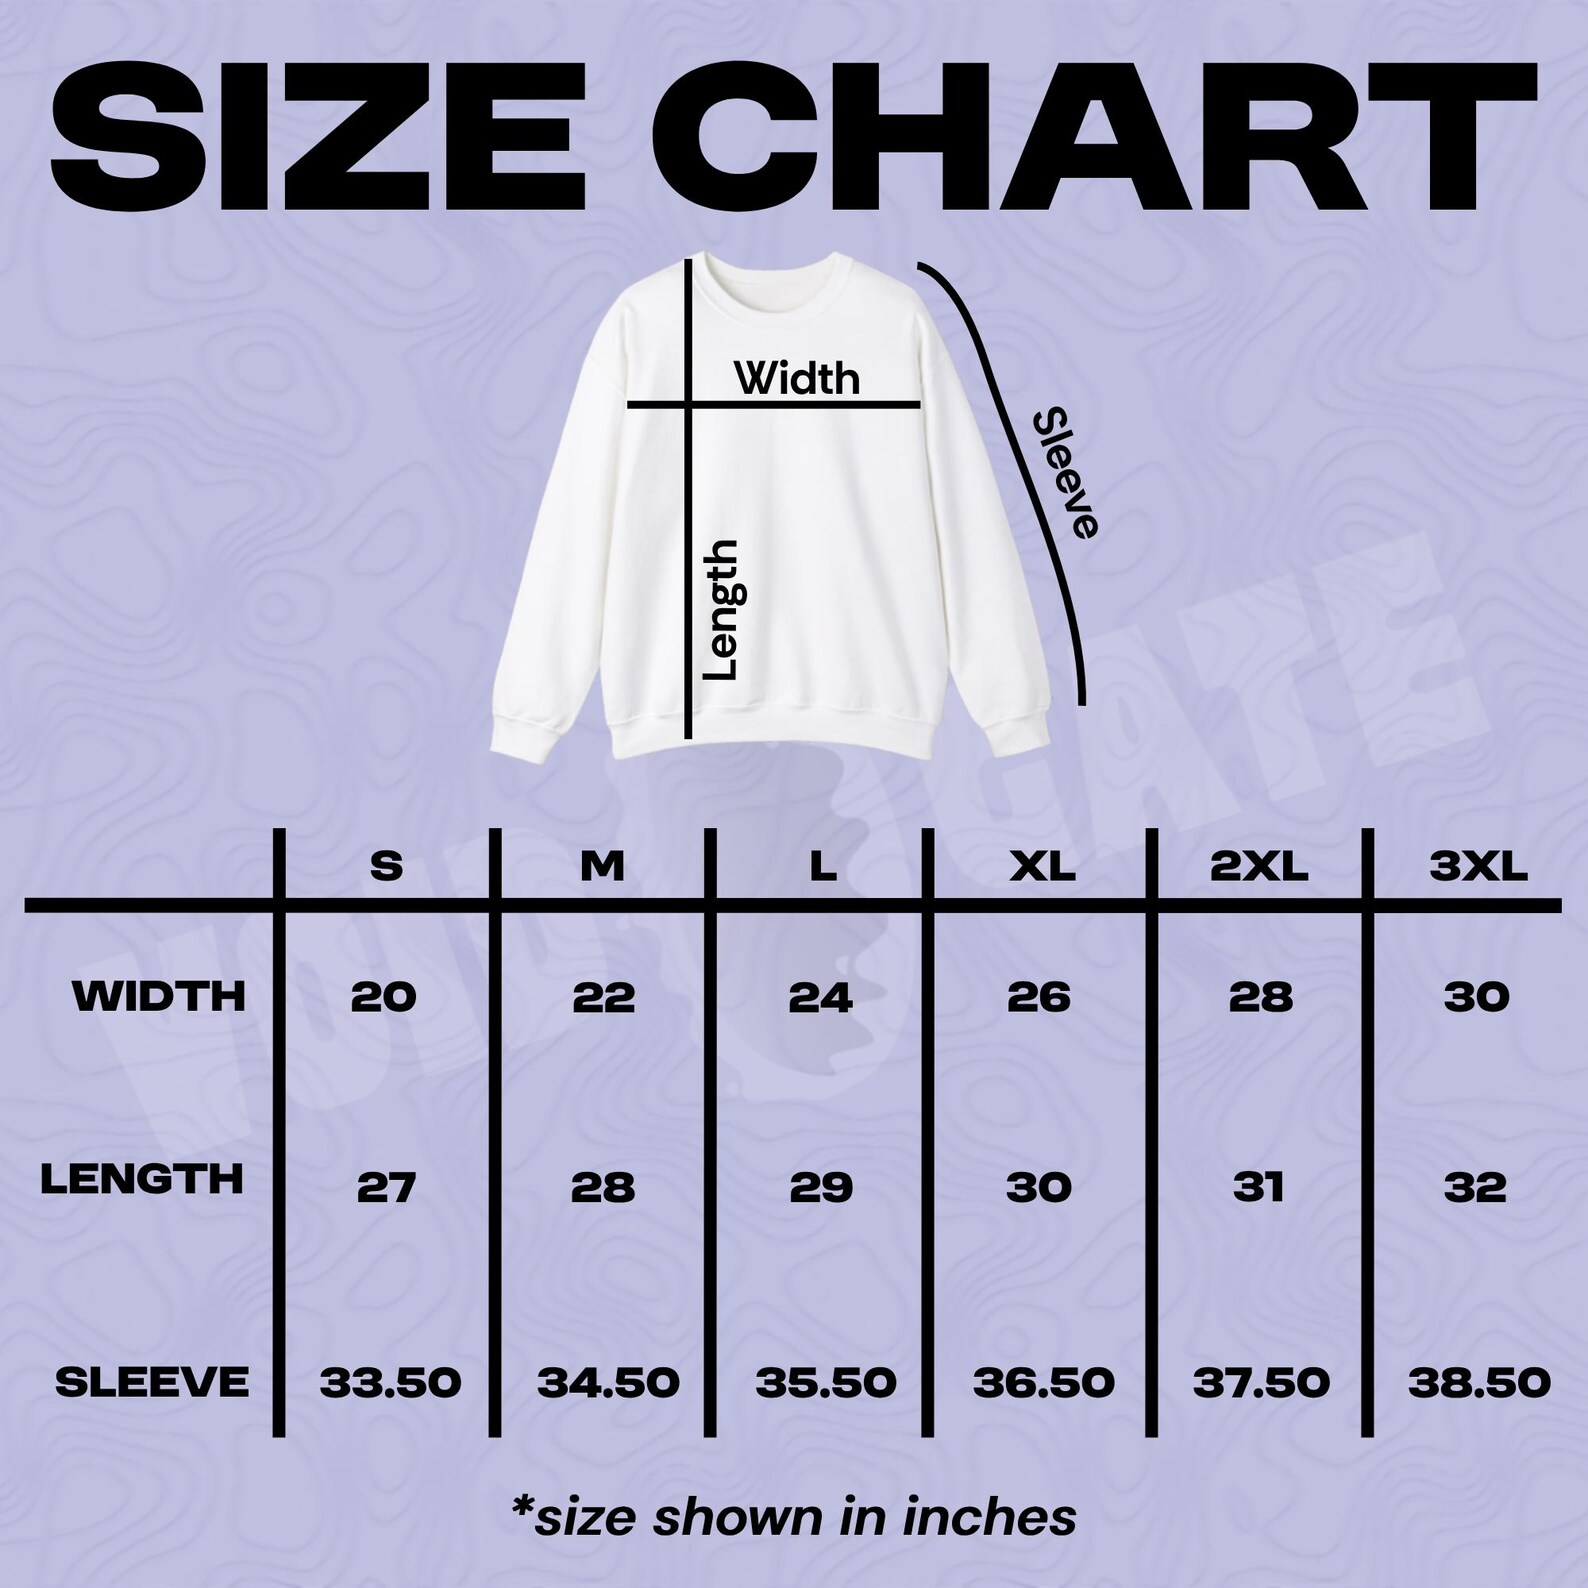 SIZE CHART
Width
Sleeve
Length
S M L XL 2XL 3XL
WIDTH 20 22 24 26 28 30
LENGTH 27 28 29 30 31 32
SLEEVE 33.50 34.50 35.50 36.50 37.50 38.50
*size shown in inches
VOID GATE